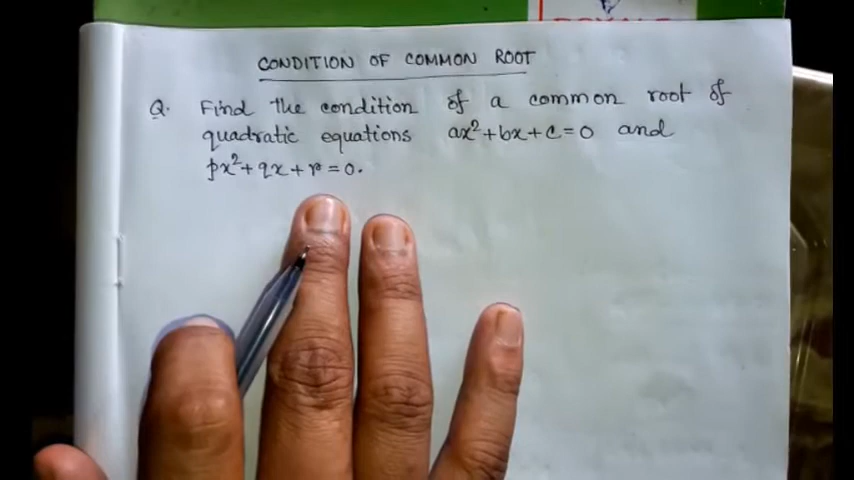 CONDITION OF COMMON ROOT
Q. Find the condition of a common root of
quadratic equations ax²+bx+c=0 and
px²+qx+r=0.